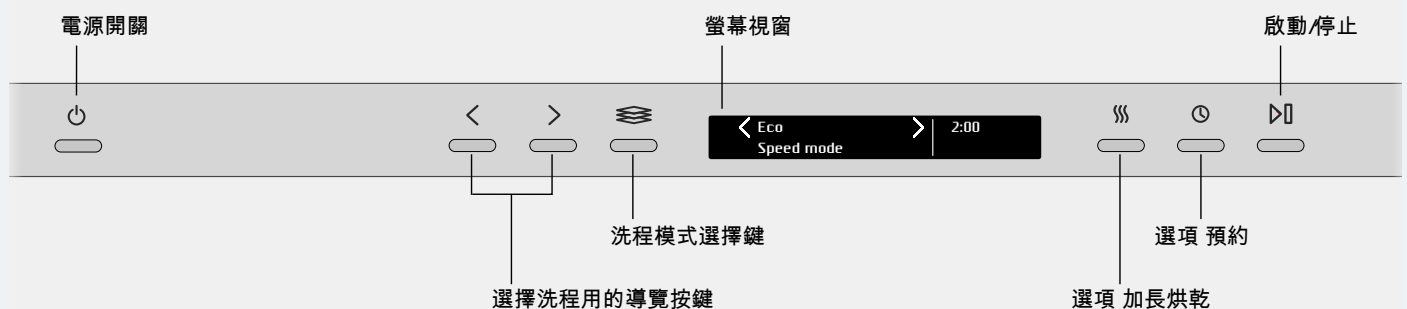 電源開關
螢幕視窗
啟動/停止
Eco
2:00
Speed mode
洗程模式選擇鍵
選項 預約
選擇洗程用的導覽按鍵
選項 加長烘乾